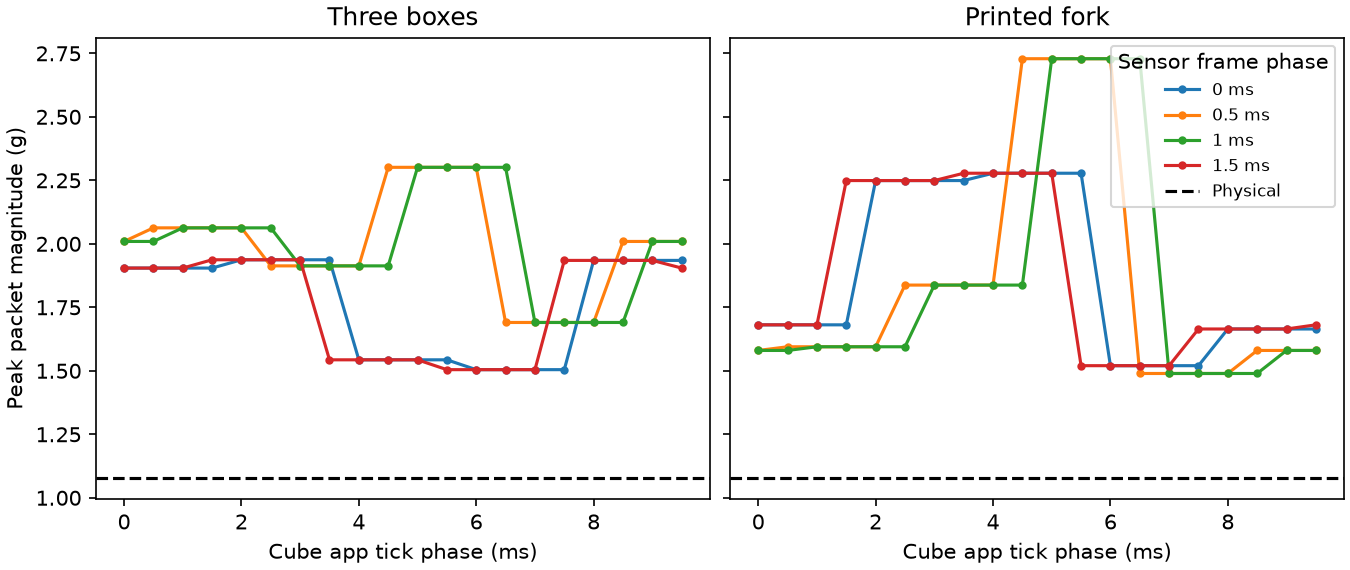 Three boxes
Printed fork
Peak packet magnitude (g)
2.75
2.50
2.25
2.00
1.75
1.50
1.25
1.00
0 2 4 6 8
Cube app tick phase (ms)
Sensor frame phase
0 ms
0.5 ms
1 ms
1.5 ms
Physical
0 2 4 6 8
Cube app tick phase (ms)